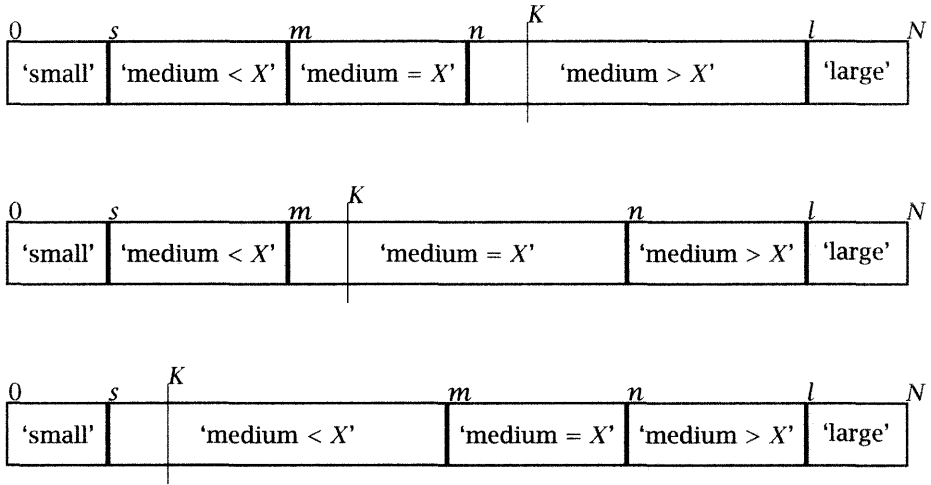 K
0 s m n l N
‘small’ ‘medium < X’ ‘medium = X’ ‘medium > X’ ‘large’
K
0 s m n l N
‘small’ ‘medium < X’ ‘medium = X’ ‘medium > X’ ‘large’
K
0 s m n l N
‘small’ ‘medium < X’ ‘medium = X’ ‘medium > X’ ‘large’